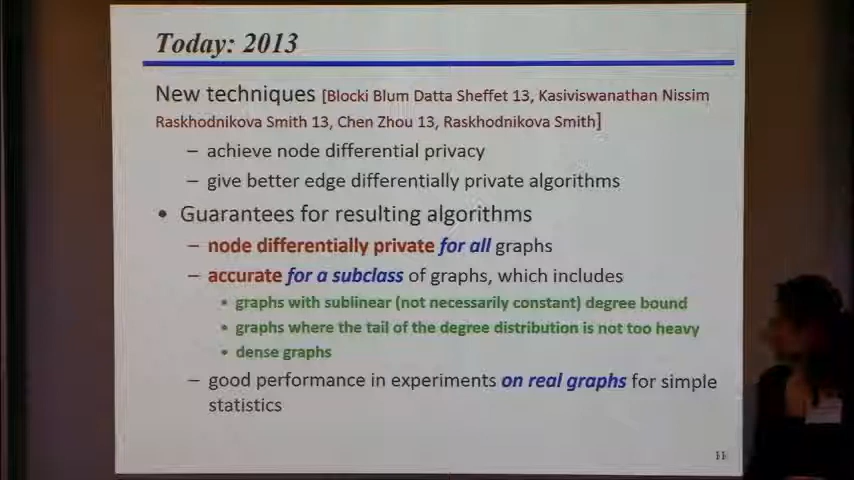 Today: 2013
New techniques [Blocki Blum Datta Sheffet 13, Kasiviswanathan Nissim
Raskhodnikova Smith 13, Chen Zhou 13, Raskhodnikova Smith]
– achieve node differential privacy
– give better edge differentially private algorithms
• Guarantees for resulting algorithms
– node differentially private for all graphs
– accurate for a subclass of graphs, which includes
• graphs with sublinear (not necessarily constant) degree bound
• graphs where the tail of the degree distribution is not too heavy
• dense graphs
– good performance in experiments on real graphs for simple
statistics
11